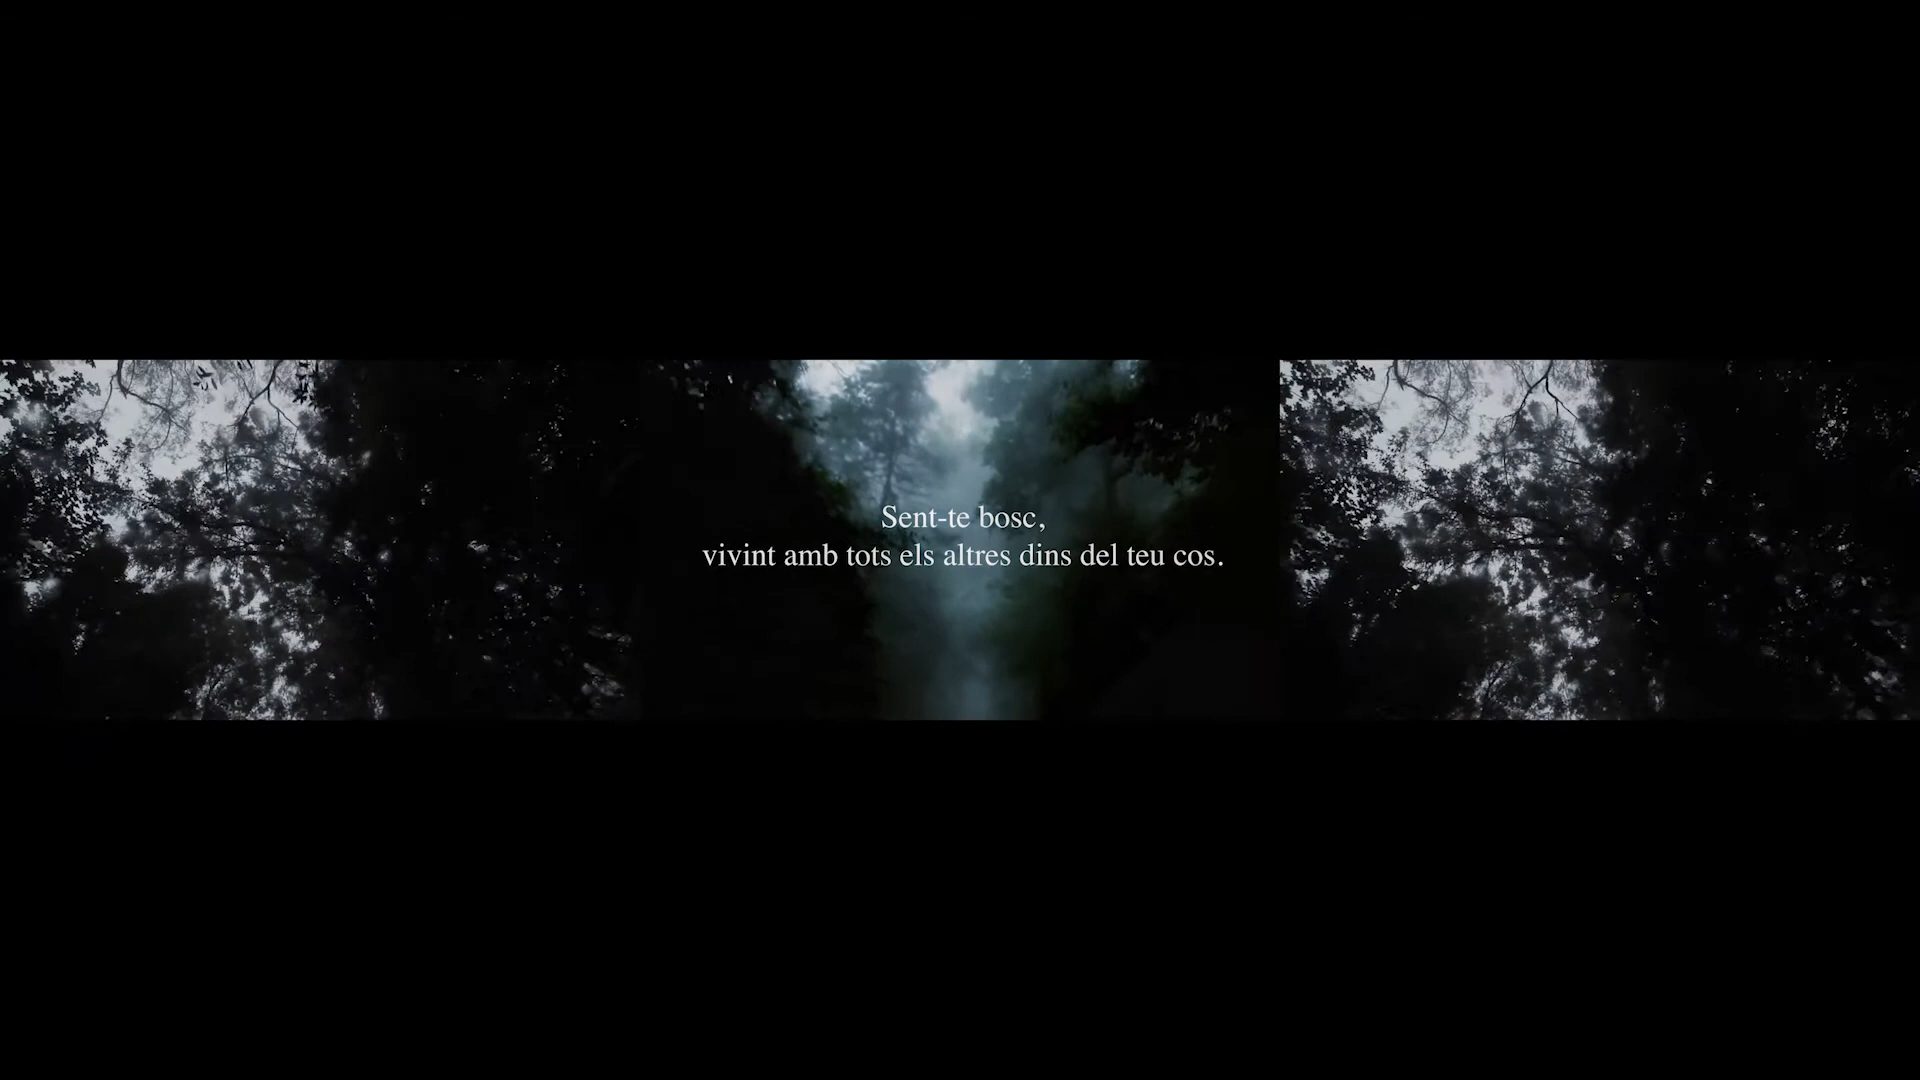 Sent-te bosc,
vivint amb tots els altres dins del teu cos.